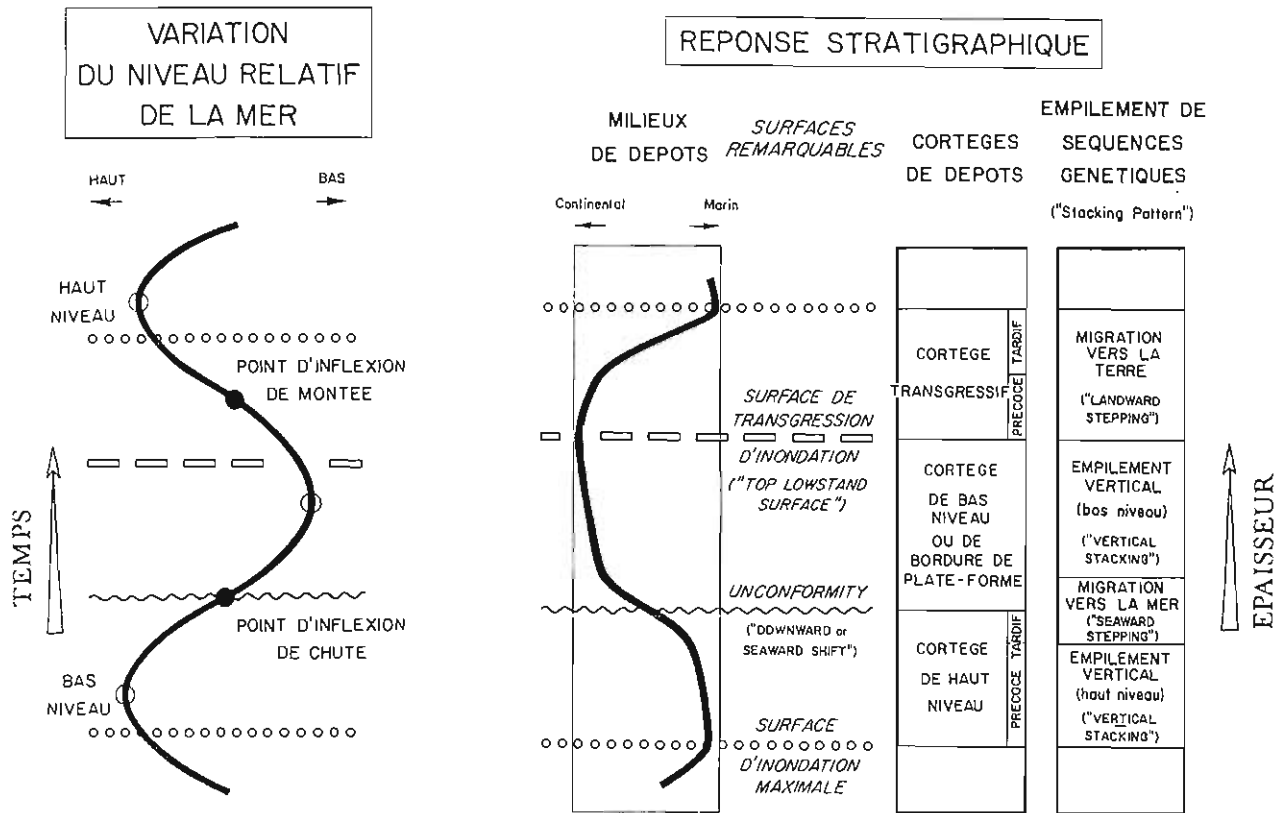 VARIATION
DU NIVEAU RELATIF
DE LA MER
REPONSE STRATIGRAPHIQUE
HAUT
BAS
HAUT
NIVEAU
POINT D'INFLEXION
DE MONTEE
TEMPS
POINT D'INFLEXION
DE CHUTE
BAS
NIVEAU
MILIEUX
DE DEPOTS
Continental
Marin
SURFACES
REMARQUABLES
SURFACE DE
TRANSGRESSION
D'INONDATION
("TOP LOWSTAND
SURFACE")
UNCONFORMITY
("DOWNWARD or
SEAWARD SHIFT")
SURFACE
D'INONDATION
MAXIMALE
CORTEGES
DE DEPOTS
CORTEGE
TRANSGRESSIF
TARDIF
PRECOCE
CORTEGE
DE BAS
NIVEAU
OU DE
BORDURE DE
PLATE-FORME
CORTEGE
DE HAUT
NIVEAU
TARDIF
PRECOCE
EMPILEMENT DE
SEQUENCES
GENETIQUES
("Stacking Pattern")
MIGRATION
VERS LA
TERRE
("LANDWARD
STEPPING")
EMPILEMENT
VERTICAL
(bas niveau)
("VERTICAL
STACKING")
MIGRATION
VERS LA MER
("SEAWARD
STEPPING")
EMPILEMENT
VERTICAL
(haut niveau)
("VERTICAL
STACKING")
EPAISSEUR